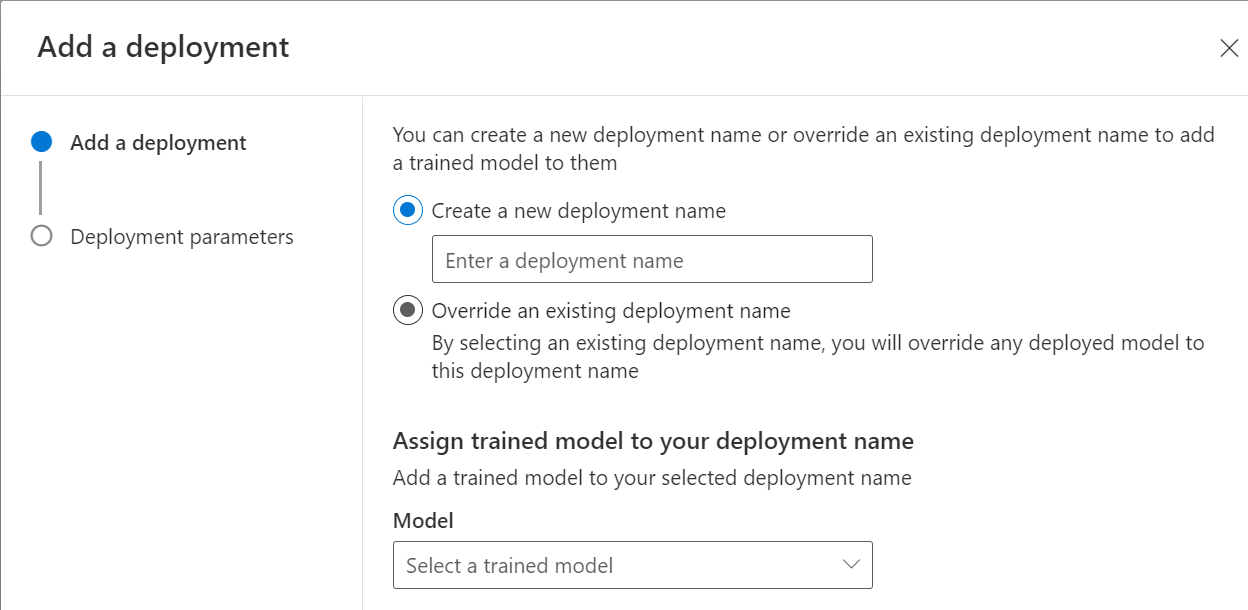 Add a deployment
Add a deployment
Deployment parameters
You can create a new deployment name or override an existing deployment name to add
a trained model to them
Create a new deployment name
Enter a deployment name
Override an existing deployment name
By selecting an existing deployment name, you will override any deployed model to
this deployment name
Assign trained model to your deployment name
Add a trained model to your selected deployment name
Model
Select a trained model